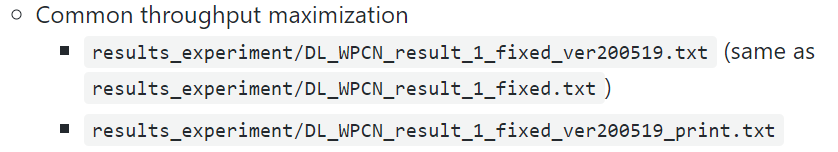 Common throughput maximization
results_experiment/DL_WPCN_result_1_fixed_ver200519.txt (same as
results_experiment/DL_WPCN_result_1_fixed.txt )
results_experiment/DL_WPCN_result_1_fixed_ver200519_print.txt